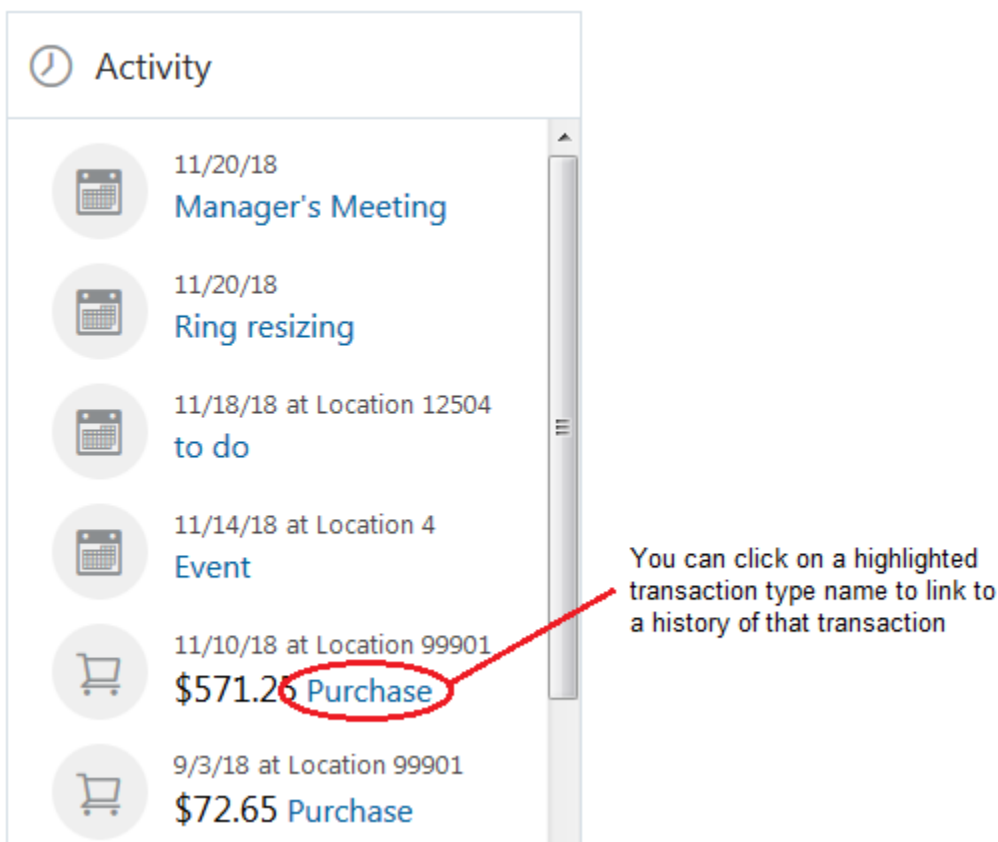 Activity
11/20/18
Manager's Meeting
11/20/18
Ring resizing
11/18/18 at Location 12504
to do
11/14/18 at Location 4
Event
11/10/18 at Location 99901
$571.25 Purchase
9/3/18 at Location 99901
$72.65 Purchase
You can click on a highlighted
transaction type name to link to
a history of that transaction